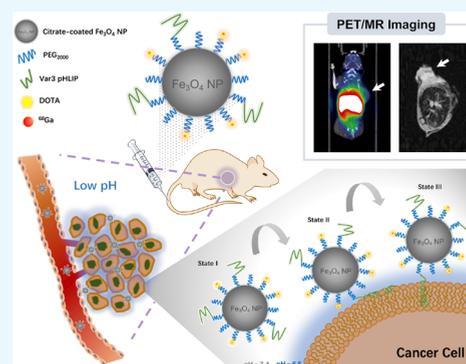 Citrate-coated Fe₃O₄ NP
PEG₂₀₀₀
Var3 pHLIP
DOTA
⁶⁸Ga
Fe₃O₄ NP
PET/MR Imaging
Low pH
State I
State II
State III
Fe₃O₄ NP
Fe₃O₄ NP
Fe₃O₄ NP
Cancer Cell